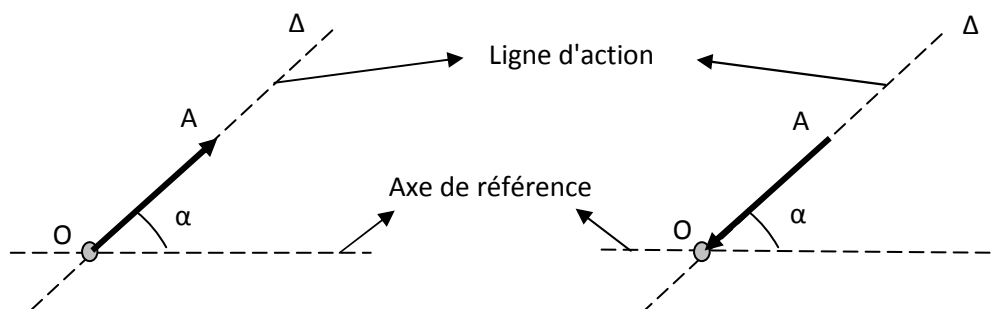 Δ
Δ
Ligne d'action
A
A
Axe de référence
α
α
O
O